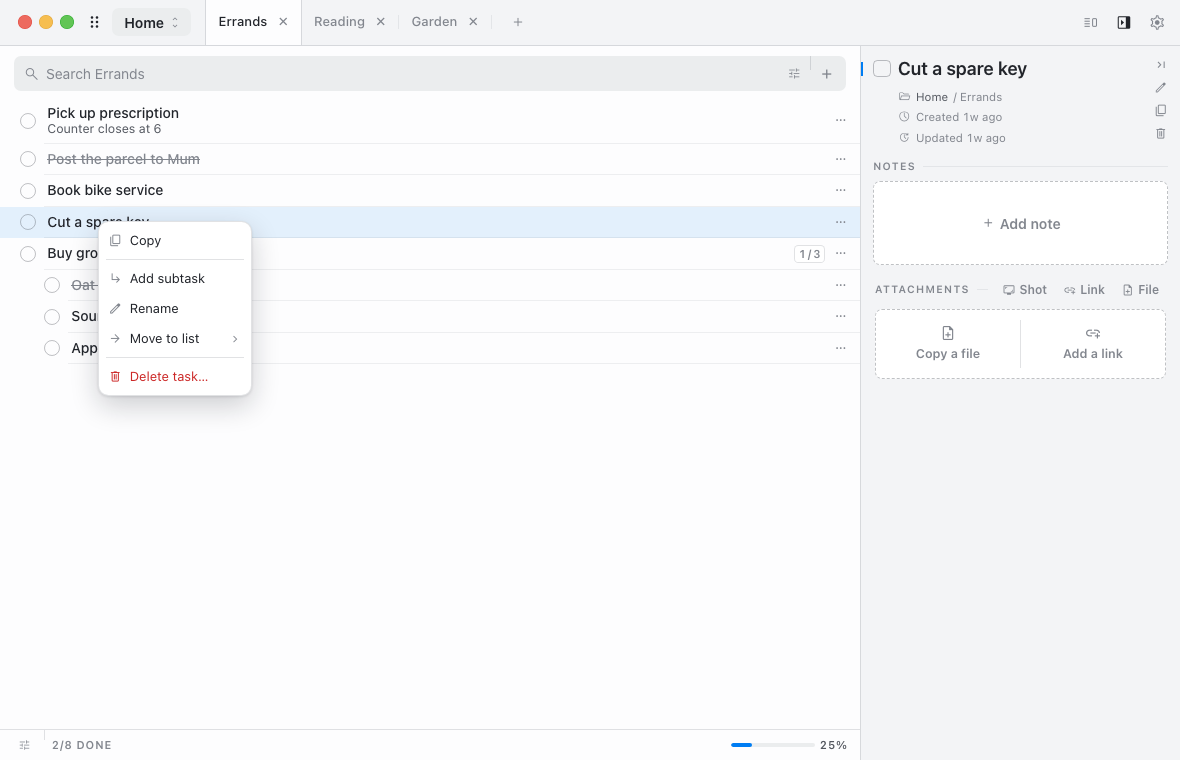 Home
Errands
Reading
Garden
Search Errands
Pick up prescription
Counter closes at 6
Post the parcel to Mum
Book bike service
Cut a spare key
Buy gro
1/3
Oat
Sou
App
Copy
Add subtask
Rename
Move to list
Delete task...
2/8 DONE
25%
Cut a spare key
Home / Errands
Created 1w ago
Updated 1w ago
NOTES
+ Add note
ATTACHMENTS
Shot
Link
File
Copy a file
Add a link